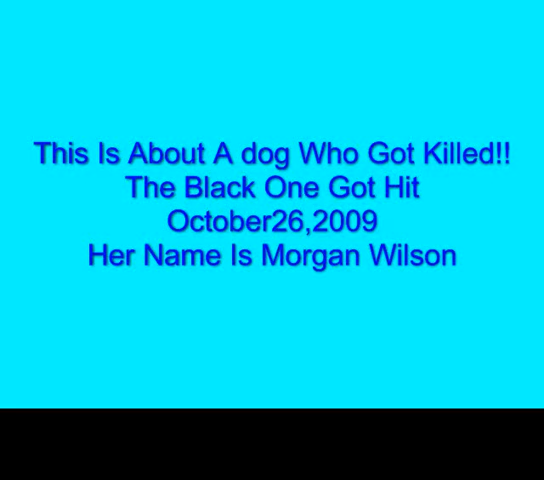 This Is About A dog Who Got Killed!!
The Black One Got Hit
October26,2009
Her Name Is Morgan Wilson